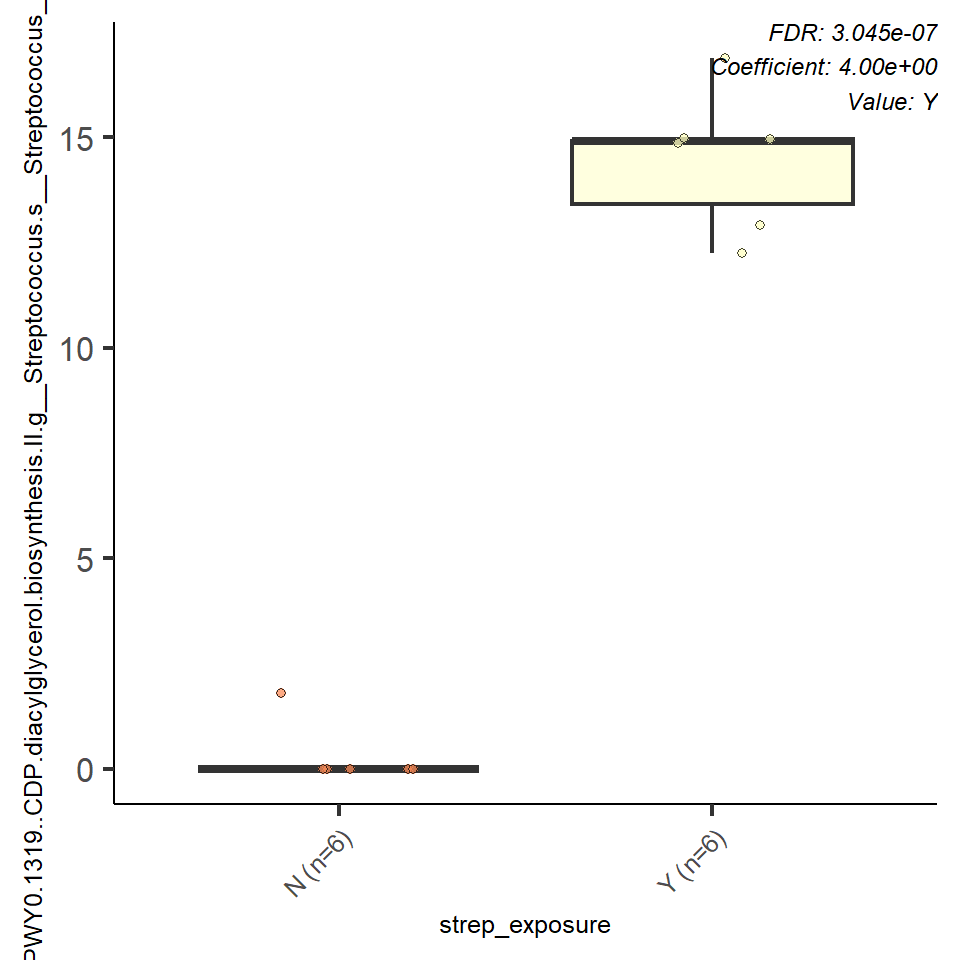 FDR: 3.045e-07
Coefficient: 4.00e+00
Value: Y
PWY0.1319..CDP.diacylglycerol.biosynthesis.II.g__Streptococcus.s__Streptococcus_
15
10
5
0
N (n=6)
Y (n=6)
strep_exposure